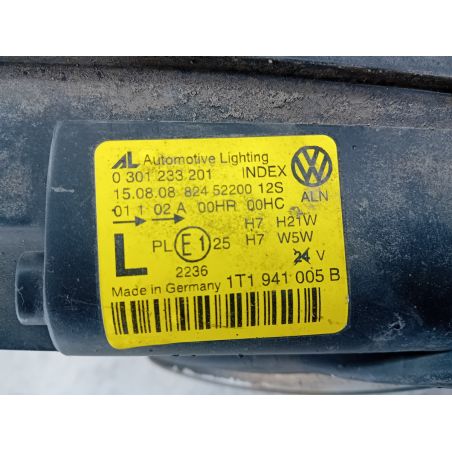 AL Automotive Lighting
0 301 233 201 INDEX
15.08.08 824 52200 12S
ALN
01 1 02 A 00HR 00HC 2
H7 H21W
L PL E1 25 H7 W5W
2236 24 V
Made in Germany 1T1 941 005 B